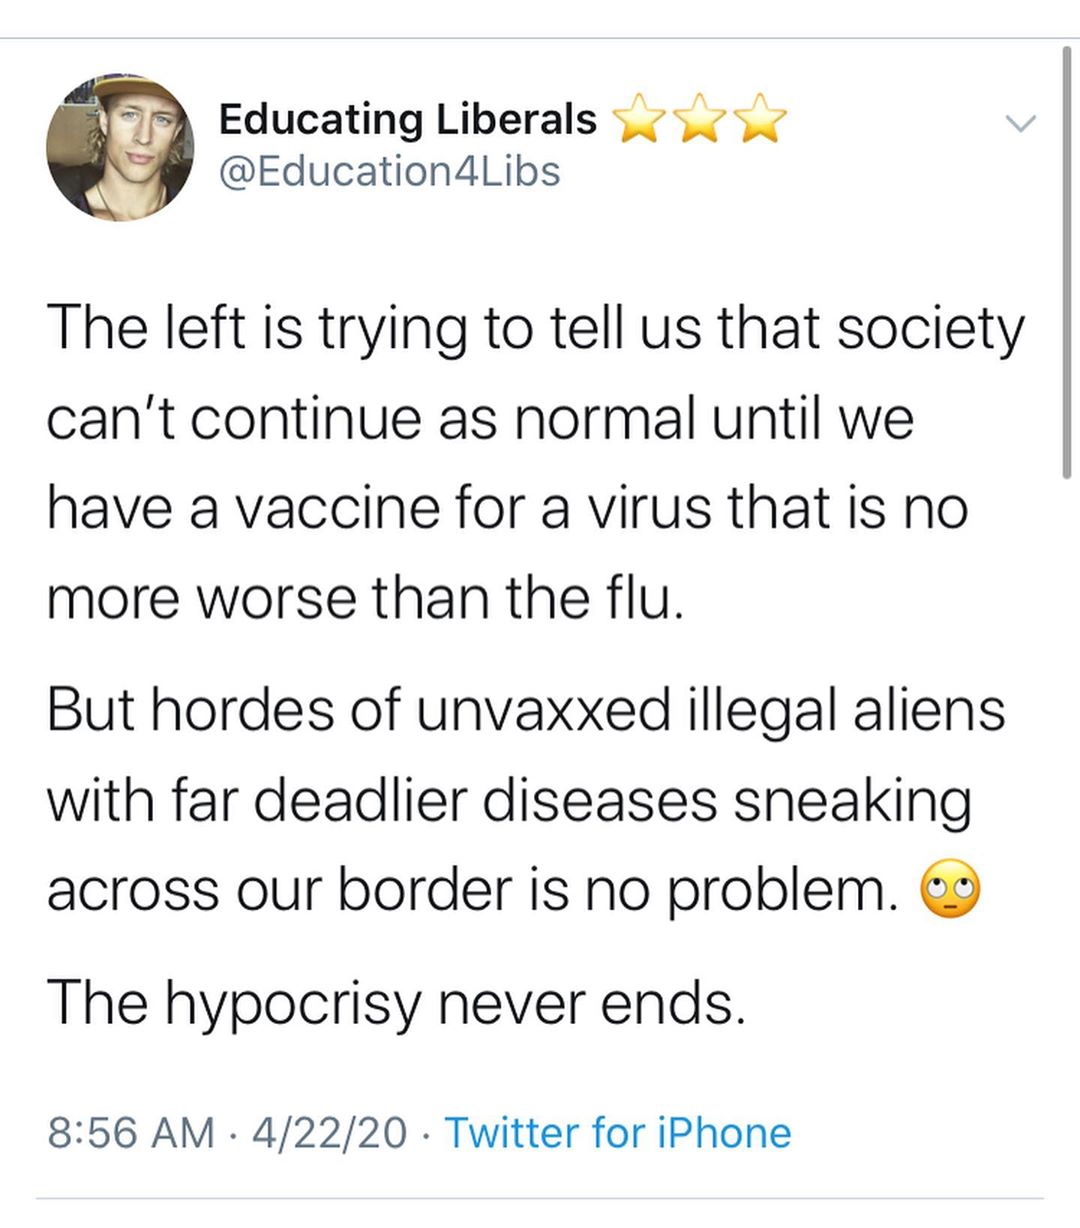 Educating Liberals ⭐⭐⭐
@Education4Libs
The left is trying to tell us that society
can't continue as normal until we
have a vaccine for a virus that is no
more worse than the flu.
But hordes of unvaxxed illegal aliens
with far deadlier diseases sneaking
across our border is no problem. 🙄
The hypocrisy never ends.
8:56 AM · 4/22/20 · Twitter for iPhone